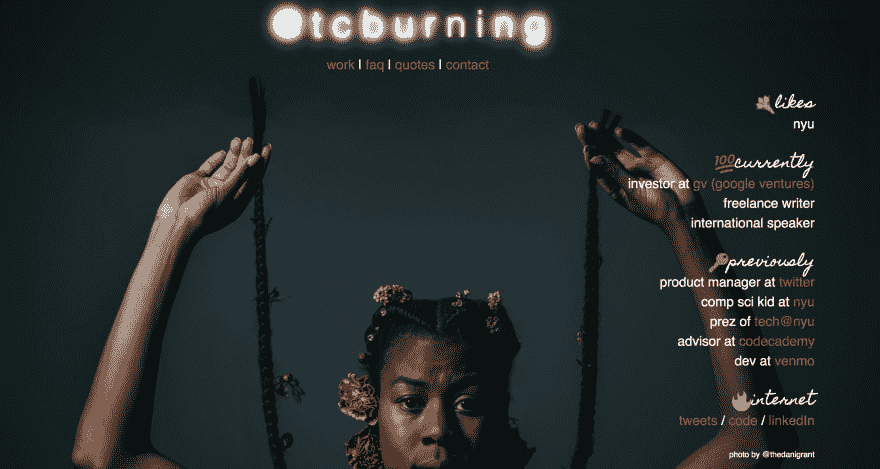 @tcburning
work | faq | quotes | contact
likes
nyu
100 currently
investor at gv (google ventures)
freelance writer
international speaker
previously
product manager at twitter
comp sci kid at nyu
prez of tech@nyu
advisor at codecademy
dev at venmo
internet
tweets / code / linkedIn
photo by @thedanigrant